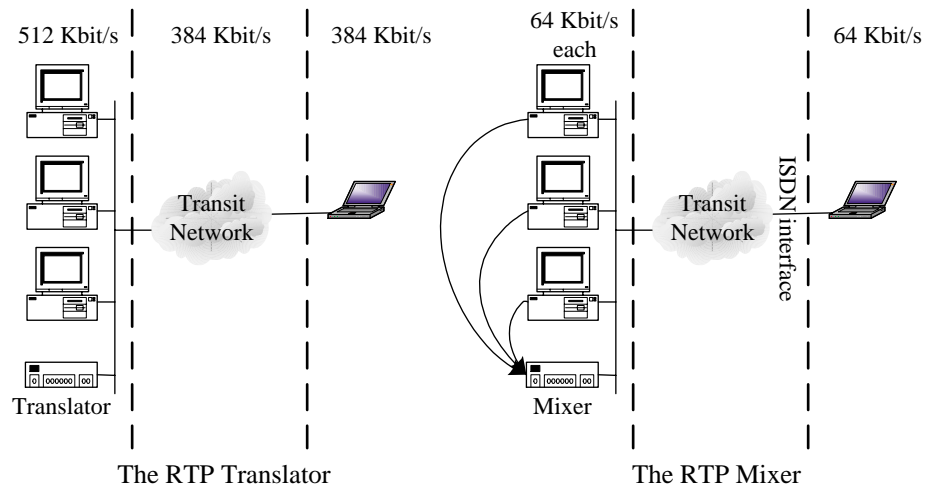 512 Kbit/s
384 Kbit/s
384 Kbit/s
Transit
Network
Translator
The RTP Translator
64 Kbit/s
each
64 Kbit/s
Transit
Network
ISDN interface
Mixer
The RTP Mixer